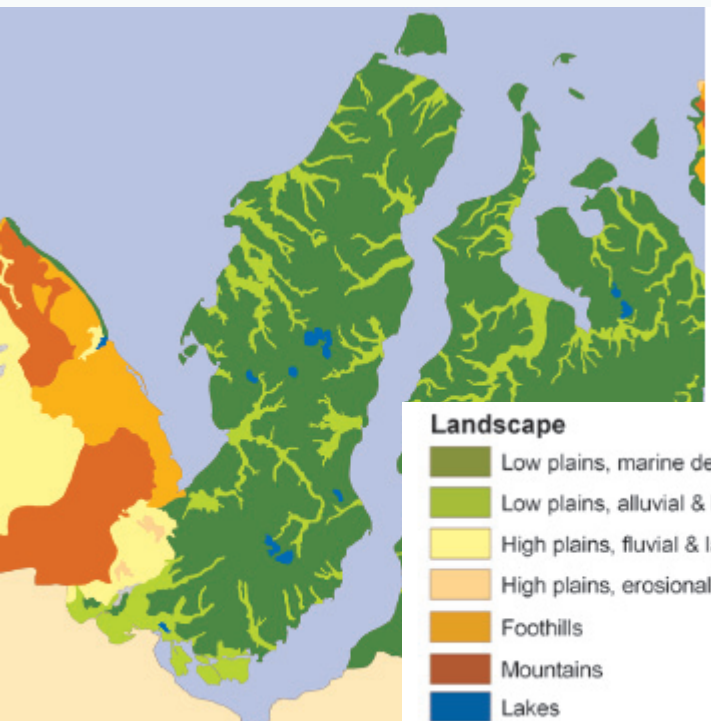 Landscape
Low plains, marine de
Low plains, alluvial &
High plains, fluvial & l
High plains, erosional
Foothills
Mountains
Lakes